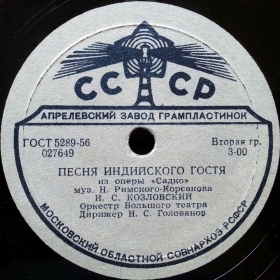 СССР
АПРЕЛЕВСКИЙ ЗАВОД ГРАМПЛАСТИНОК
ГОСТ 5289-56 Вторая гр.
027649 3-00
ПЕСНЯ ИНДИЙСКОГО ГОСТЯ
из оперы «Садко»
муз. Н. Римского-Корсакова
И. С. КОЗЛОВСКИЙ
Оркестр Большого театра
Дирижер Н. С. Голованов
МОСКОВСКИЙ ОБЛАСТНОЙ СОВНАРХОЗ РСФСР